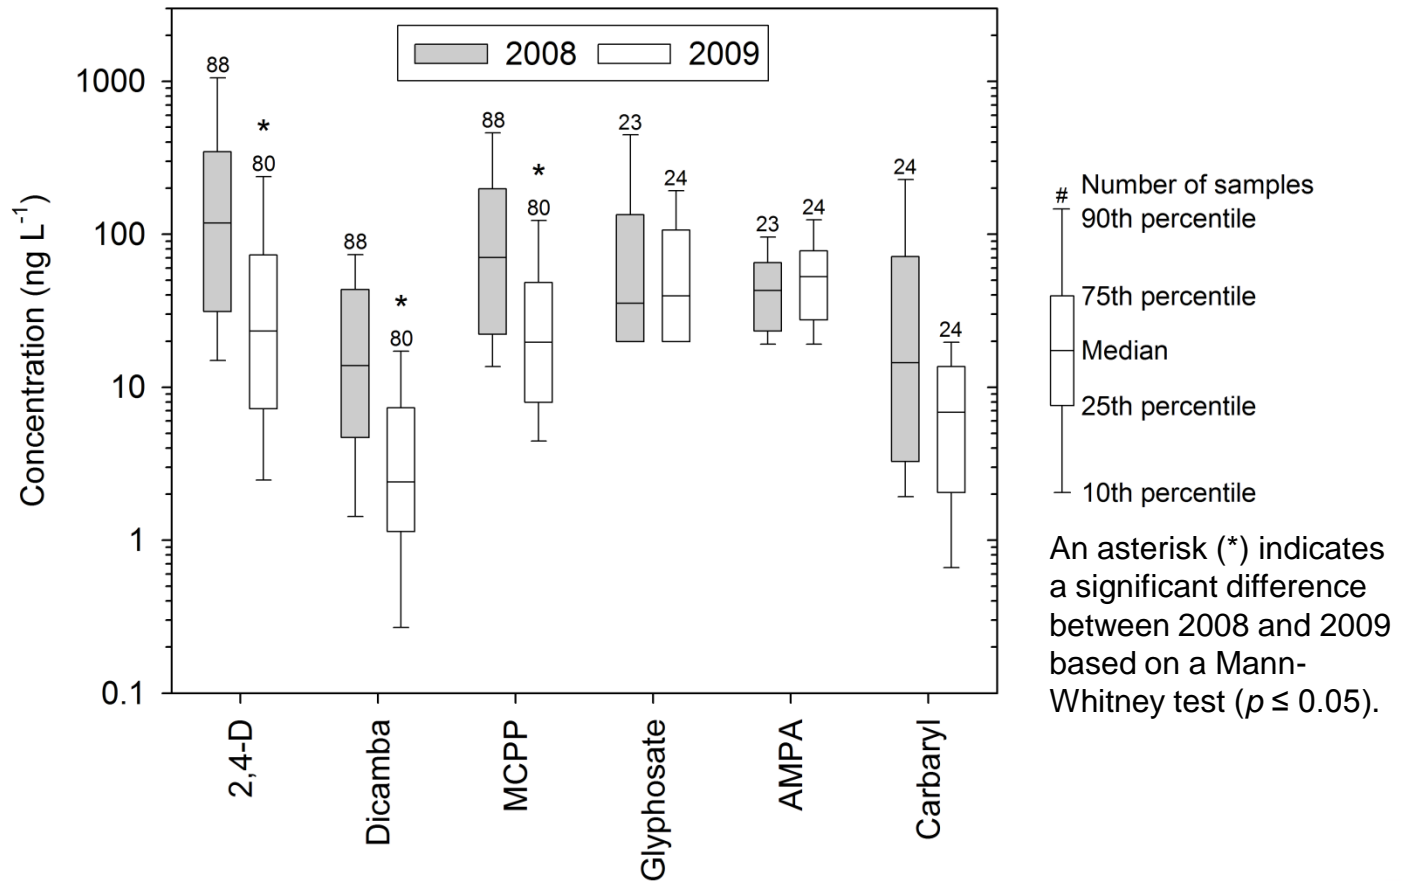 2008
2009
Concentration (ng L-1)
1000
100
10
1
0.1
88
*
80
88
*
80
88
*
80
23
24
23
24
24
24
2,4-D
Dicamba
MCPP
Glyphosate
AMPA
Carbaryl
# Number of samples
90th percentile
75th percentile
Median
25th percentile
10th percentile
An asterisk (*) indicates
a significant difference
between 2008 and 2009
based on a Mann-
Whitney test (p ≤ 0.05).